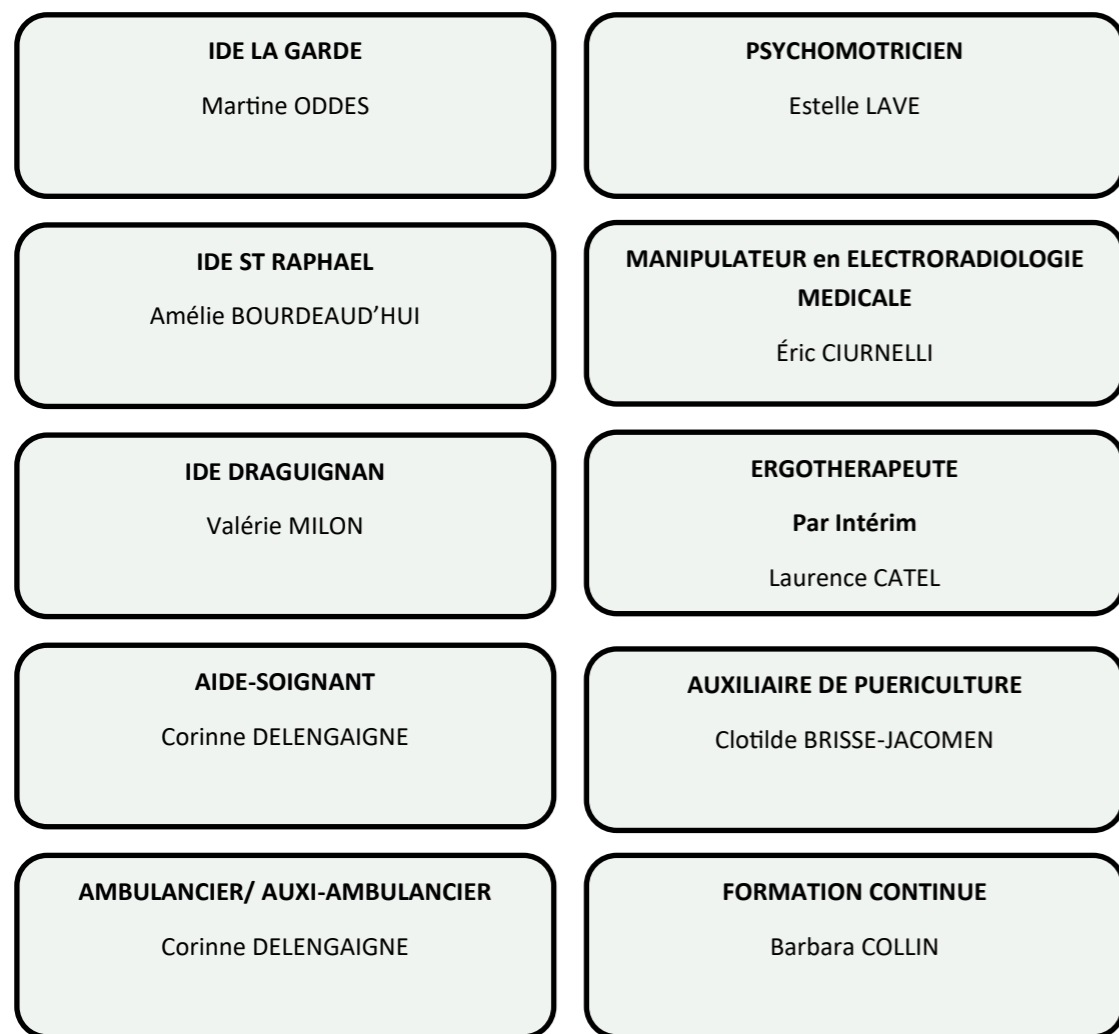 IDE LA GARDE
Martine ODDES
PSYCHOMOTRICIEN
Estelle LAVE
IDE ST RAPHAEL
Amélie BOURDEAUD’HUI
MANIPULATEUR en ELECTRORADIOLOGIE
MEDICALE
Éric CIURNELLI
IDE DRAGUIGNAN
Valérie MILON
ERGOTHERAPEUTE
Par Intérim
Laurence CATEL
AIDE-SOIGNANT
Corinne DELENGAIGNE
AUXILIAIRE DE PUERICULTURE
Clotilde BRISSE-JACOMEN
AMBULANCIER/ AUXI-AMBULANCIER
Corinne DELENGAIGNE
FORMATION CONTINUE
Barbara COLLIN